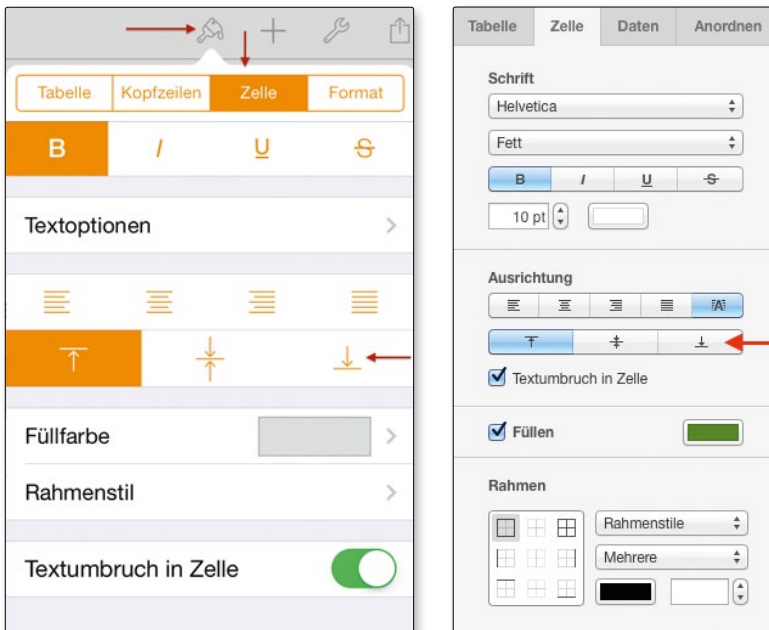 Tabelle
Kopfzeilen
Zelle
Format
B I U S
Textoptionen
Füllfarbe
Rahmenstil
Textumbruch in Zelle
Tabelle
Zelle
Daten
Anordnen
Schrift
Helvetica
Fett
B I U S
10 pt
Ausrichtung
A
Textumbruch in Zelle
Füllen
Rahmen
Rahmenstile
Mehrere